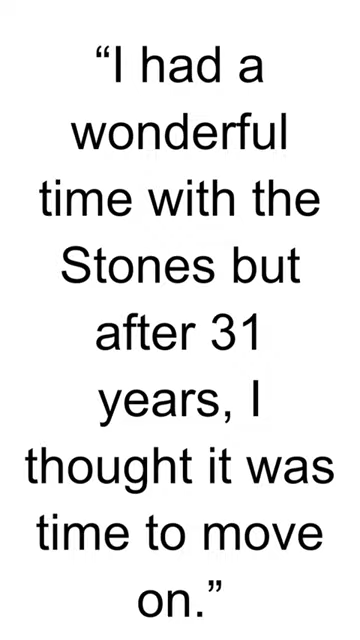 “I had a
wonderful
time with the
Stones but
after 31
years, I
thought it was
time to move
on.”